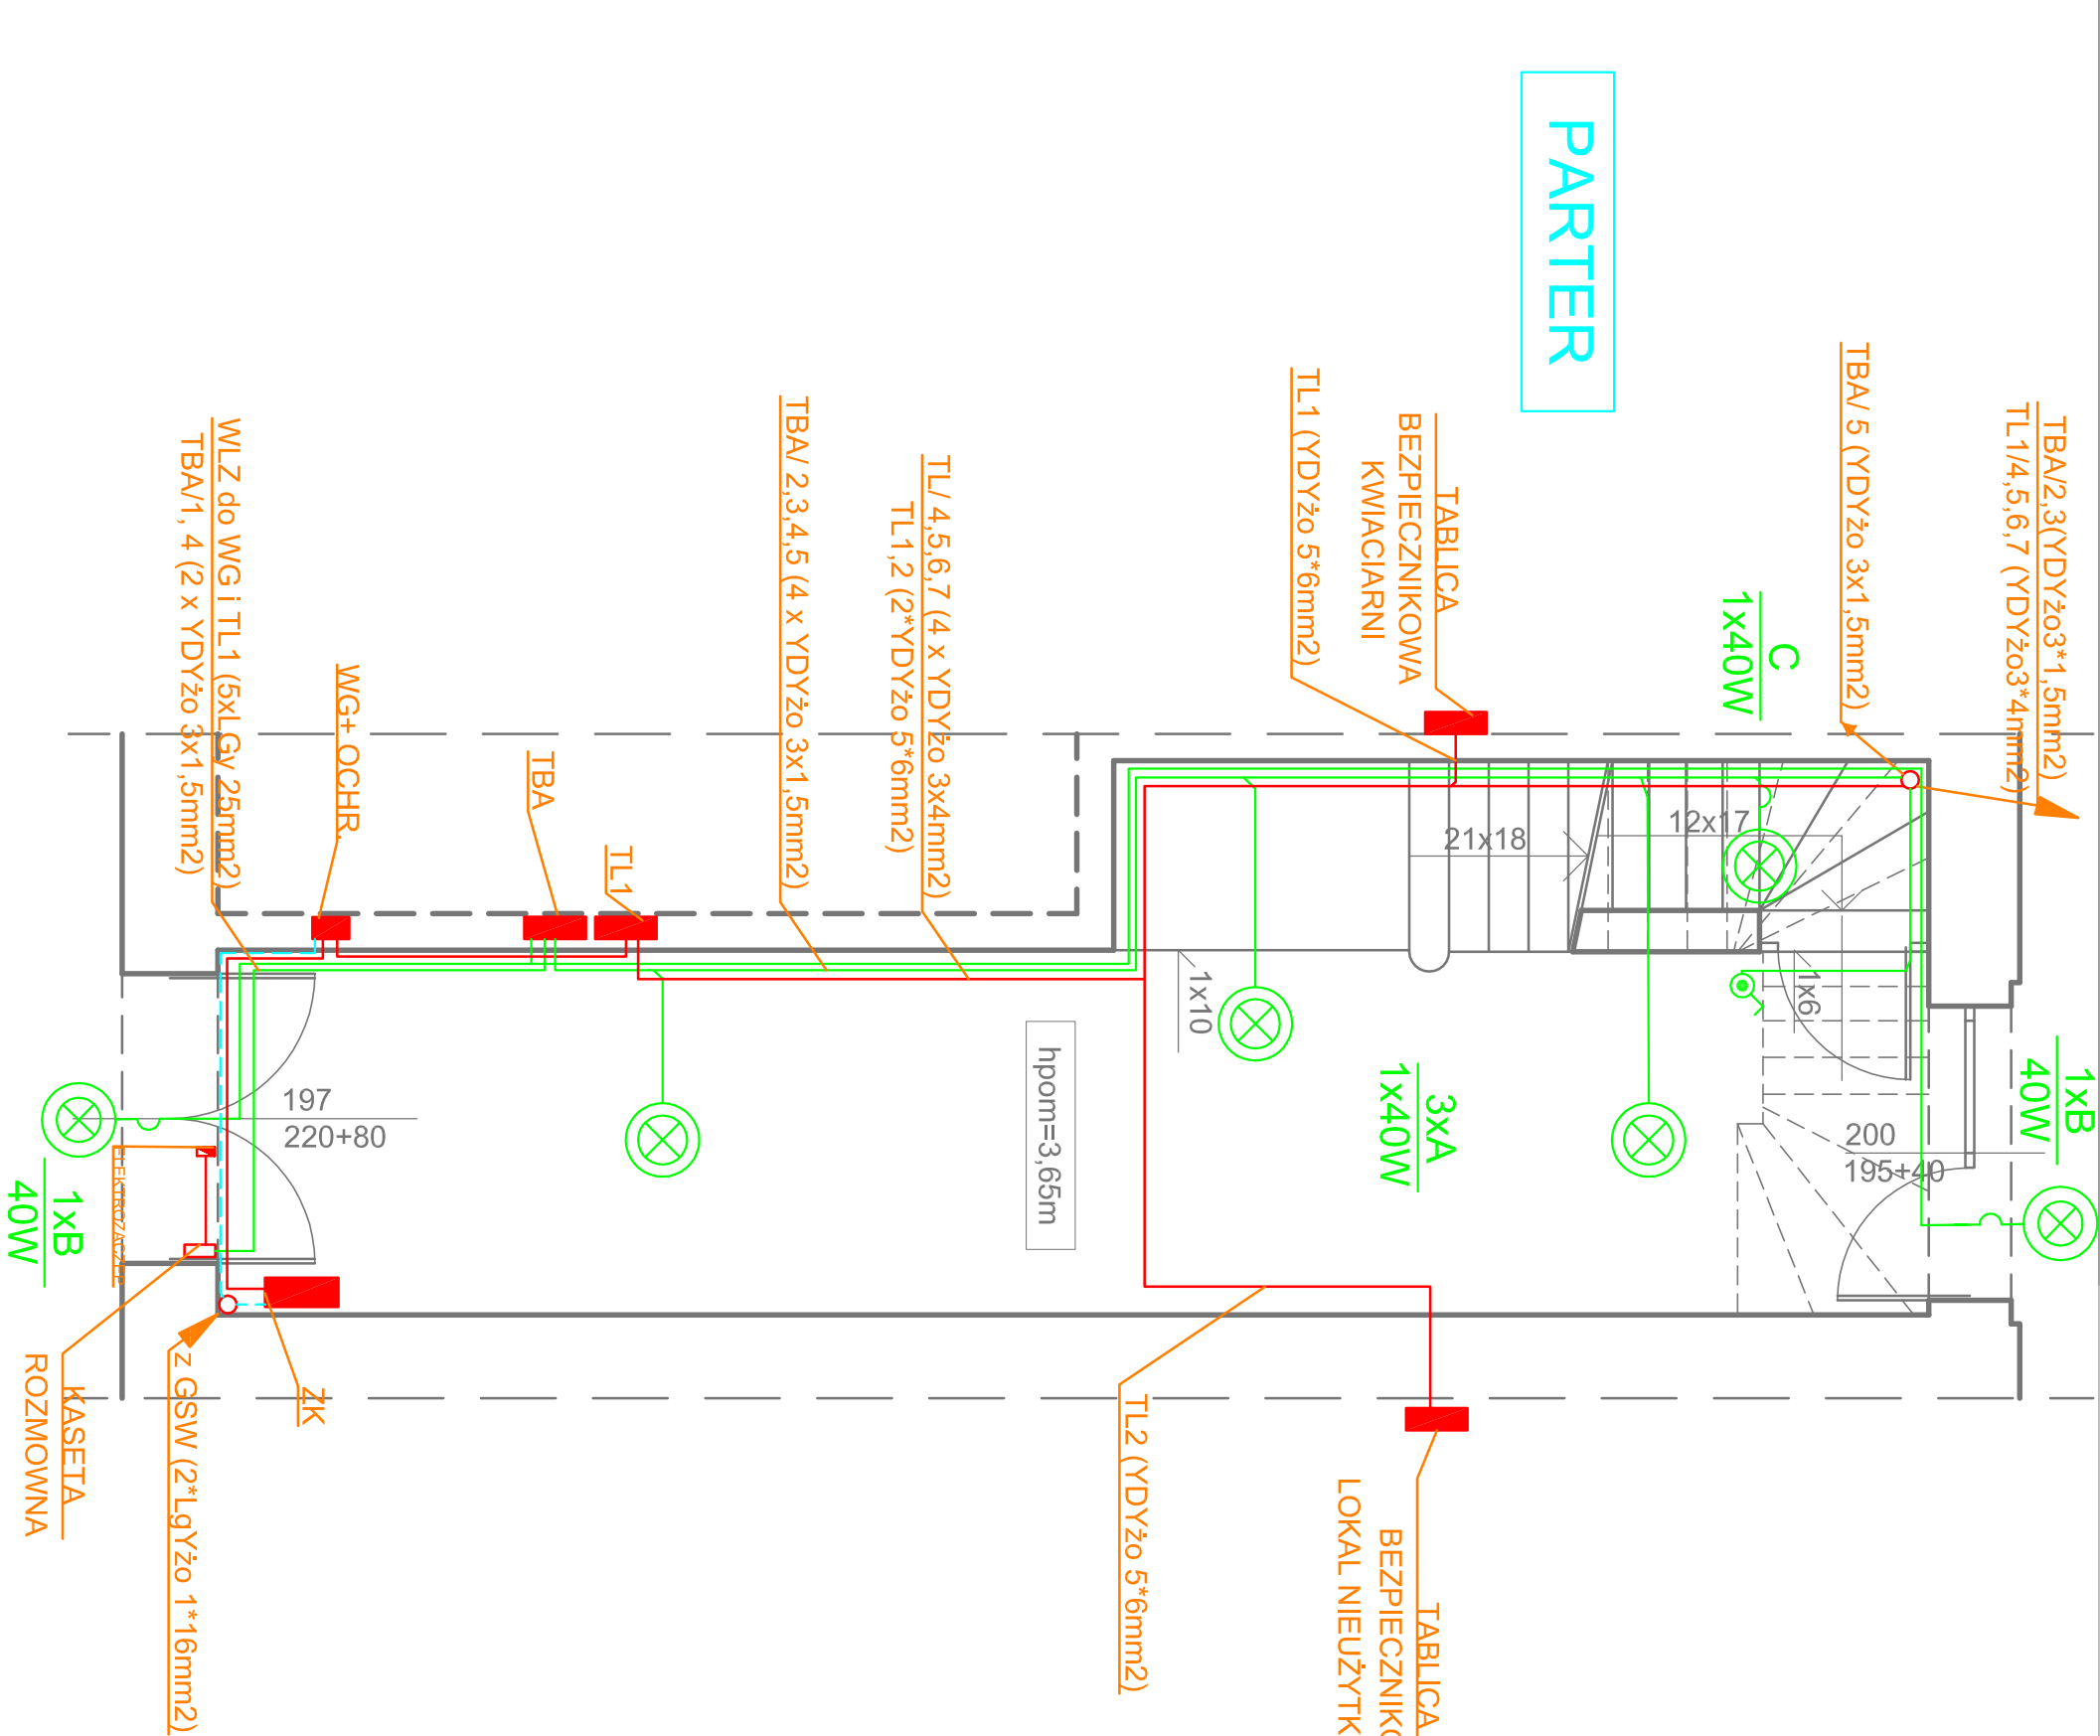 PARTER
TBA/2,3(YDYżo3*1,5mm2)
TL1/4,5,6,7 (YDYżo3*4mm2)
TBA/ 5 (YDYżo 3x1,5mm2)
C
1x40W
TABLICA
BEZPIECZNIKOWA
KWIACIARNI
TL1 (YDYżo 5*6mm2)
TL/ 4,5,6,7 (4 x YDYżo 3x4mm2)
TL1,2 (2*YDYżo 5*6mm2)
TBA/ 2,3,4,5 (4 x YDYżo 3x1,5mm2)
TL1
TBA
WG+ OCHR.
WLZ do WG i TL1 (5xLGy 25mm2)
TBA/1, 4 (2 x YDYżo 3x1,5mm2)
21x18
12x17
1x10
1x6
hpom=3,65m
3xA
1x40W
1xB
40W
200
195+40
197
220+80
1xB
40W
ELEKTROZACZEP
ZK
KASETA
ROZMOWNA
z GSW (2*LgYżo 1*16mm2)
TL2 (YDYżo 5*6mm2)
TABLICA
BEZPIECZNIKO
LOKAL NIEUŻYTK